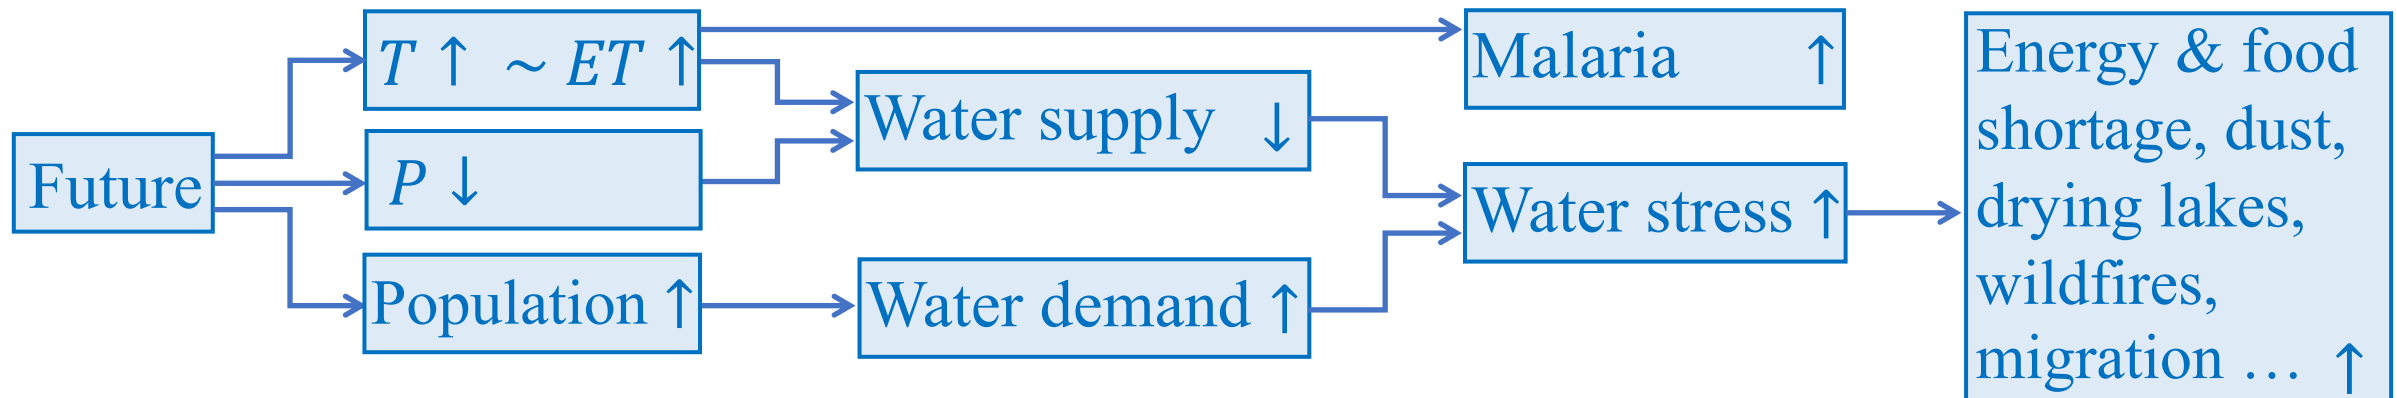 Future
T ↑ ~ ET ↑
P ↓
Population ↑
Water supply ↓
Water demand ↑
Malaria ↑
Water stress ↑
Energy & food
shortage, dust,
drying lakes,
wildfires,
migration … ↑